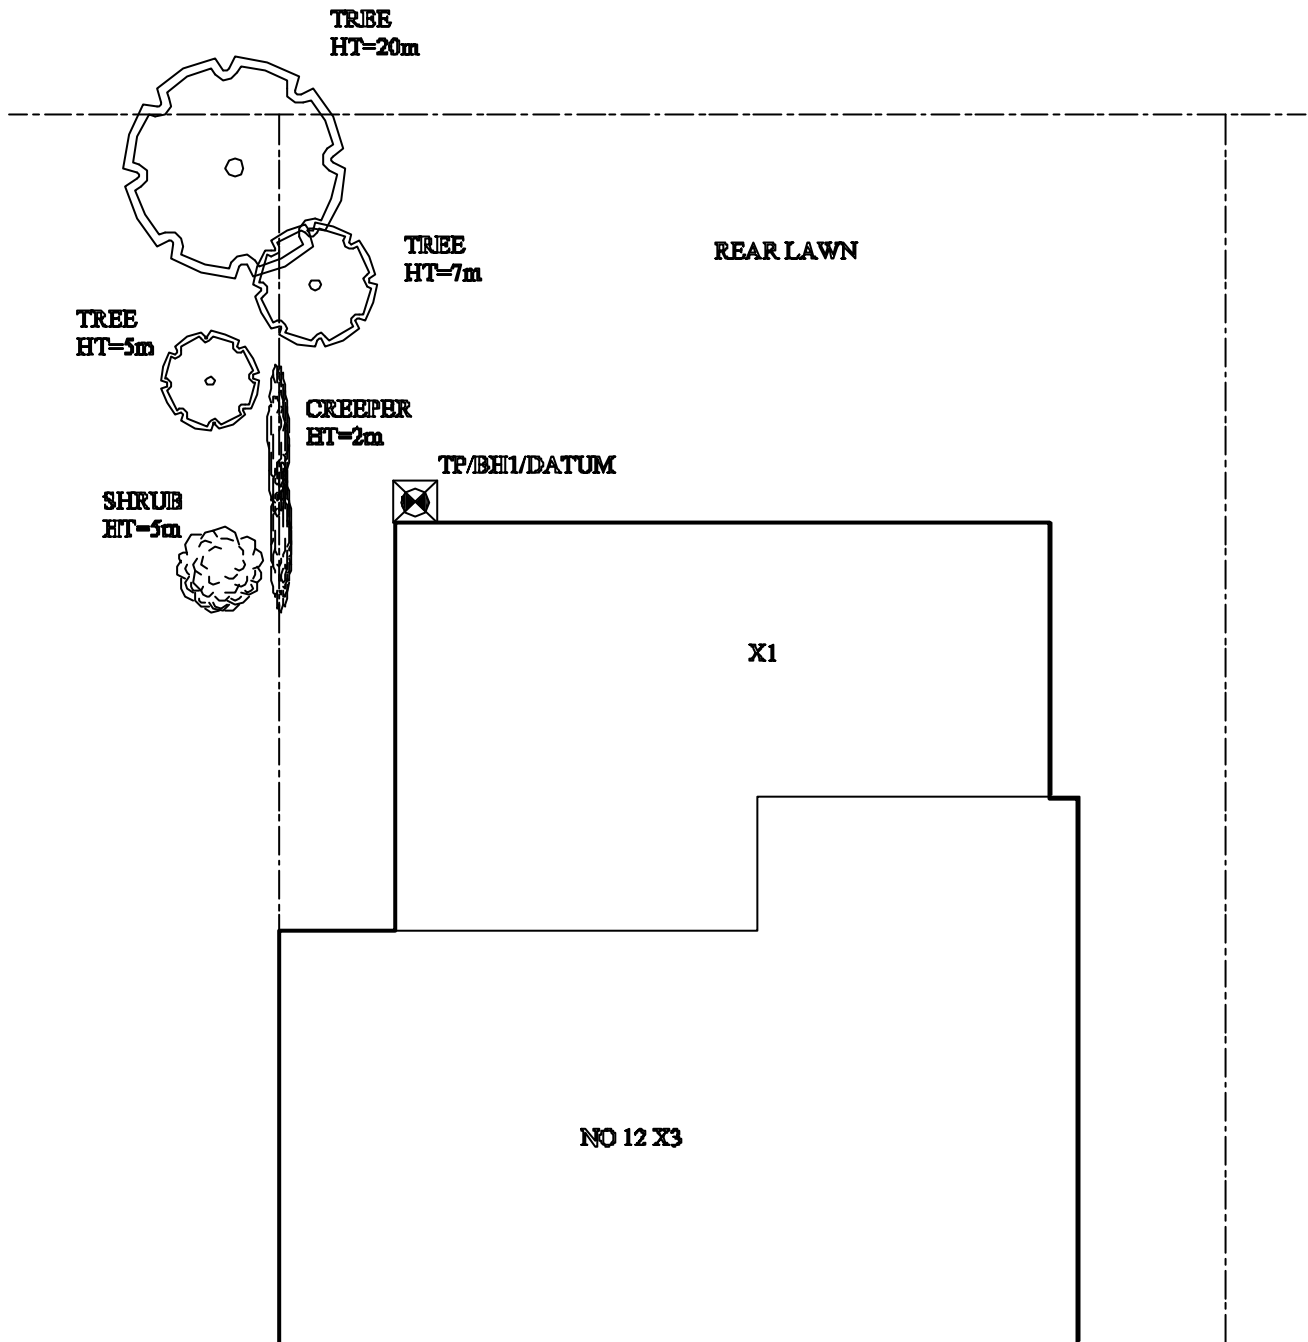 TREE
HT=20m
TREE
HT=7m
REAR LAWN
TREE
HT=5m
CREEPER
HT=2m
TP/BH1/DATUM
SHRUB
HT=5m
X1
NO 12 X3